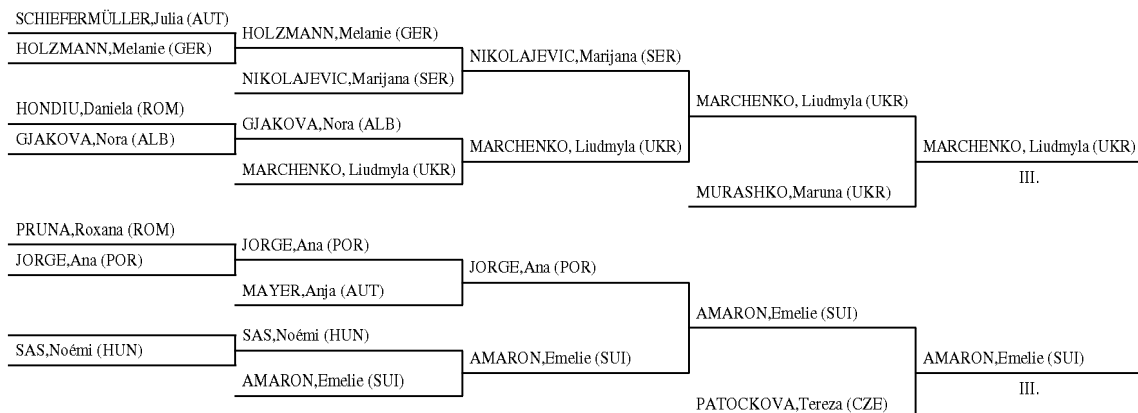 SCHIEFERMÜLLER,Julia (AUT)
HOLZMANN,Melanie (GER)
HOLZMANN,Melanie (GER)
NIKOLAJEVIC,Marijana (SER)
NIKOLAJEVIC,Marijana (SER)
HONDIU,Daniela (ROM)
GJAKOVA,Nora (ALB)
GJAKOVA,Nora (ALB)
MARCHENKO, Liudmyla (UKR)
MARCHENKO, Liudmyla (UKR)
MARCHENKO, Liudmyla (UKR)
MURASHKO,Maruna (UKR)
MARCHENKO, Liudmyla (UKR)
III.
PRUNA,Roxana (ROM)
JORGE,Ana (POR)
JORGE,Ana (POR)
MAYER,Anja (AUT)
JORGE,Ana (POR)
SAS,Noémi (HUN)
SAS,Noémi (HUN)
AMARON,Emelie (SUI)
AMARON,Emelie (SUI)
AMARON,Emelie (SUI)
PATOCKOVA,Tereza (CZE)
AMARON,Emelie (SUI)
III.